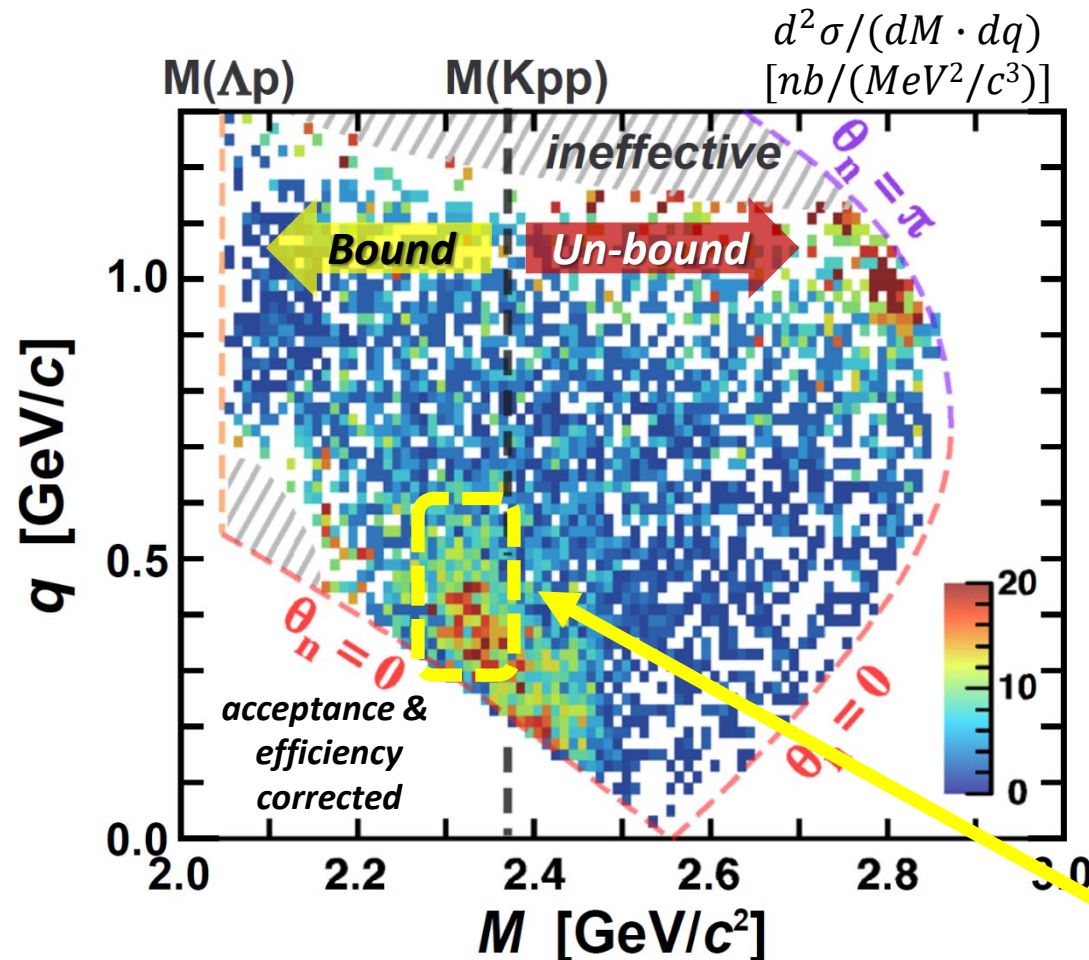 d²σ/(dM · dq)
[nb/(MeV²/c³)]
M(Λp)
M(Kpp)
ineffective
θn = π
Bound
Un-bound
1.0
q [GeV/c]
0.5
θn = 0
θn = 0
acceptance &
efficiency
corrected
20
10
0
0.0
2.0
2.2
2.4
2.6
2.8
3.0
M [GeV/c²]